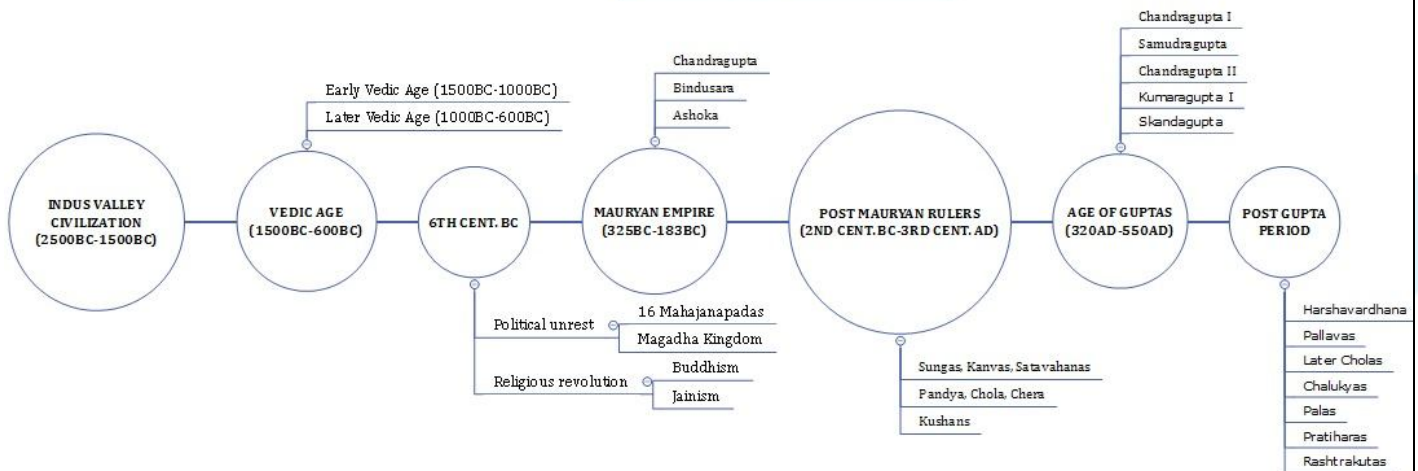 INDUS VALLEY
CIVILIZATION
(2500BC-1500BC)
Early Vedic Age (1500BC-1000BC)
Later Vedic Age (1000BC-600BC)
VEDIC AGE
(1500BC-600BC)
6TH CENT. BC
Political unrest
16 Mahajanapadas
Magadha Kingdom
Religious revolution
Buddhism
Jainism
Chandragupta
Bindusara
Ashoka
MAURYAN EMPIRE
(325BC-183BC)
POST MAURYAN RULERS
(2ND CENT. BC-3RD CENT. AD)
Sungas, Kanvas, Satavahanas
Pandya, Chola, Chera
Kushans
Chandragupta I
Samudragupta
Chandragupta II
Kumaragupta I
Skandagupta
AGE OF GUPTAS
(320AD-550AD)
POST GUPTA
PERIOD
Harshavardhana
Pallavas
Later Cholas
Chalukyas
Palas
Pratiharas
Rashtrakutas